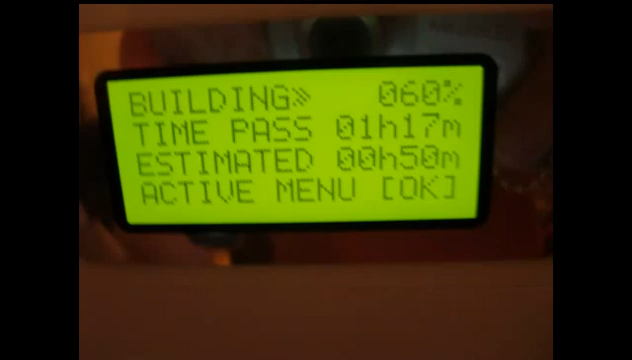 BUILDING» 060%
TIME PASS 01h17m
ESTIMATED 00h50m
ACTIVE MENU [OK]